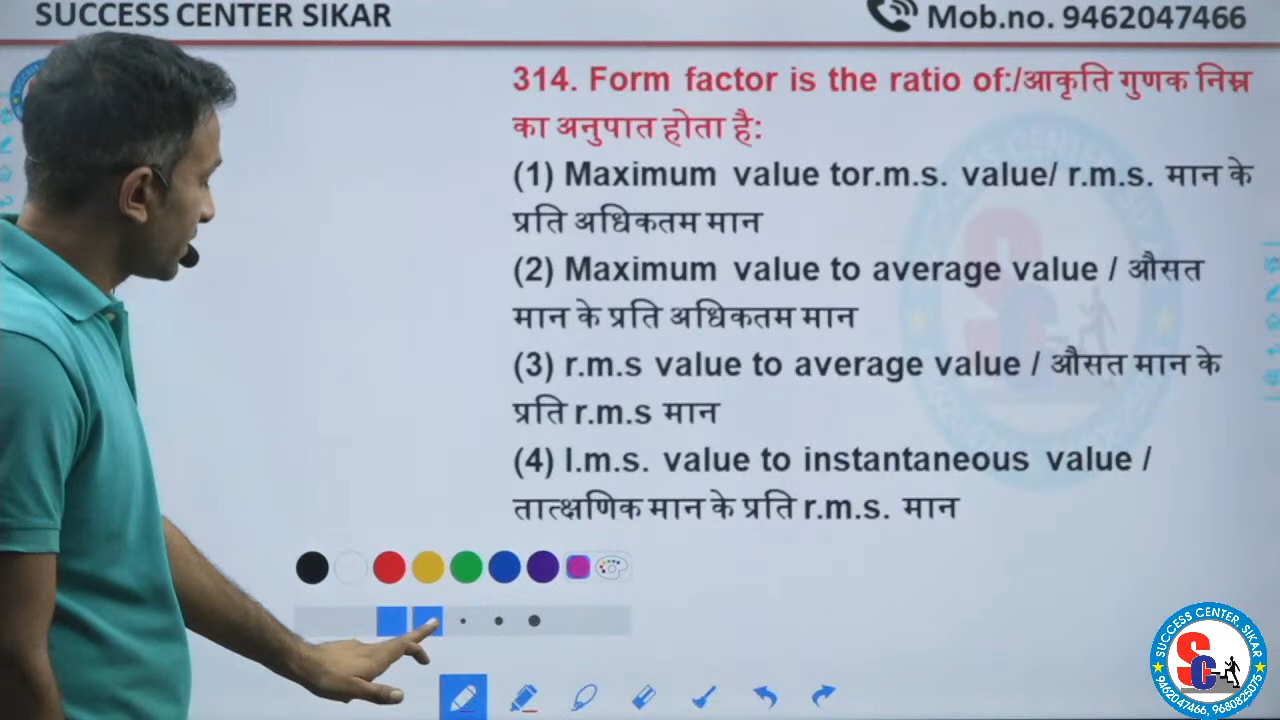 SUCCESS CENTER SIKAR
Mob.no. 9462047466
314. Form factor is the ratio of:/आकृति गुणक निम्न
का अनुपात होता है:
(1) Maximum value tor.m.s. value/ r.m.s. मान के
प्रति अधिकतम मान
(2) Maximum value to average value / औसत
मान के प्रति अधिकतम मान
(3) r.m.s value to average value / औसत मान के
प्रति r.m.s मान
(4) I.m.s. value to instantaneous value /
तात्क्षणिक मान के प्रति r.m.s. मान
SUCCESS CENTER, SIKAR
SC
9462047466, 9680825075